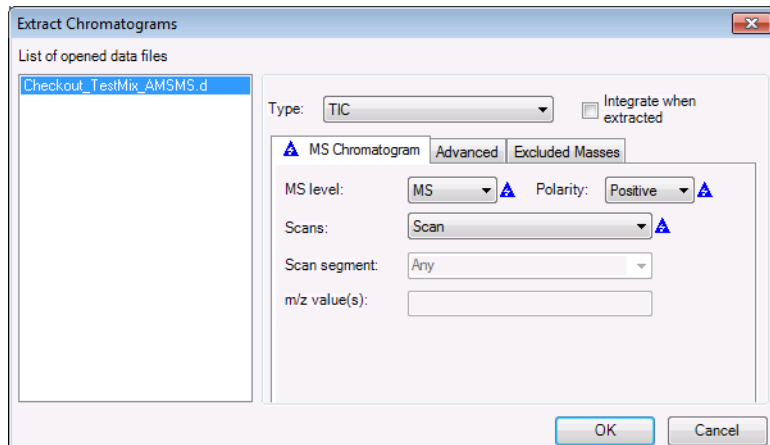 Extract Chromatograms
List of opened data files
Checkout_TestMix_AMSMS.d
Type: TIC
Integrate when
extracted
MS Chromatogram Advanced Excluded Masses
MS level: MS Polarity: Positive
Scans: Scan
Scan segment: Any
m/z value(s):
OK Cancel